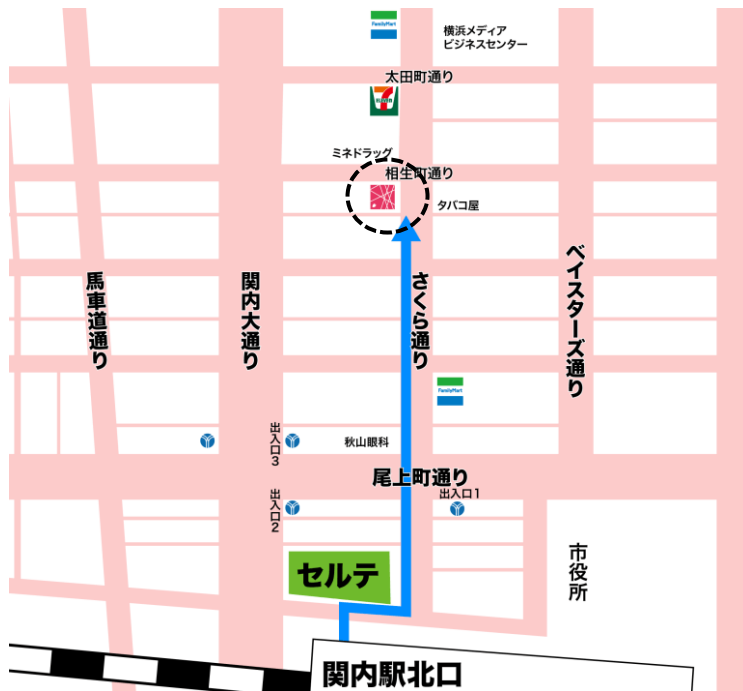 FamilyMart
横浜メディア
ビジネスセンター
太田町通り
ミネドラッグ
相生町通り
タバコ屋
馬車道通り
関内大通り
さくら通り
ベイスターズ通り
FamilyMart
出入口3
秋山眼科
尾上町通り
出入口1
出入口2
セルテ
市役所
関内駅北口